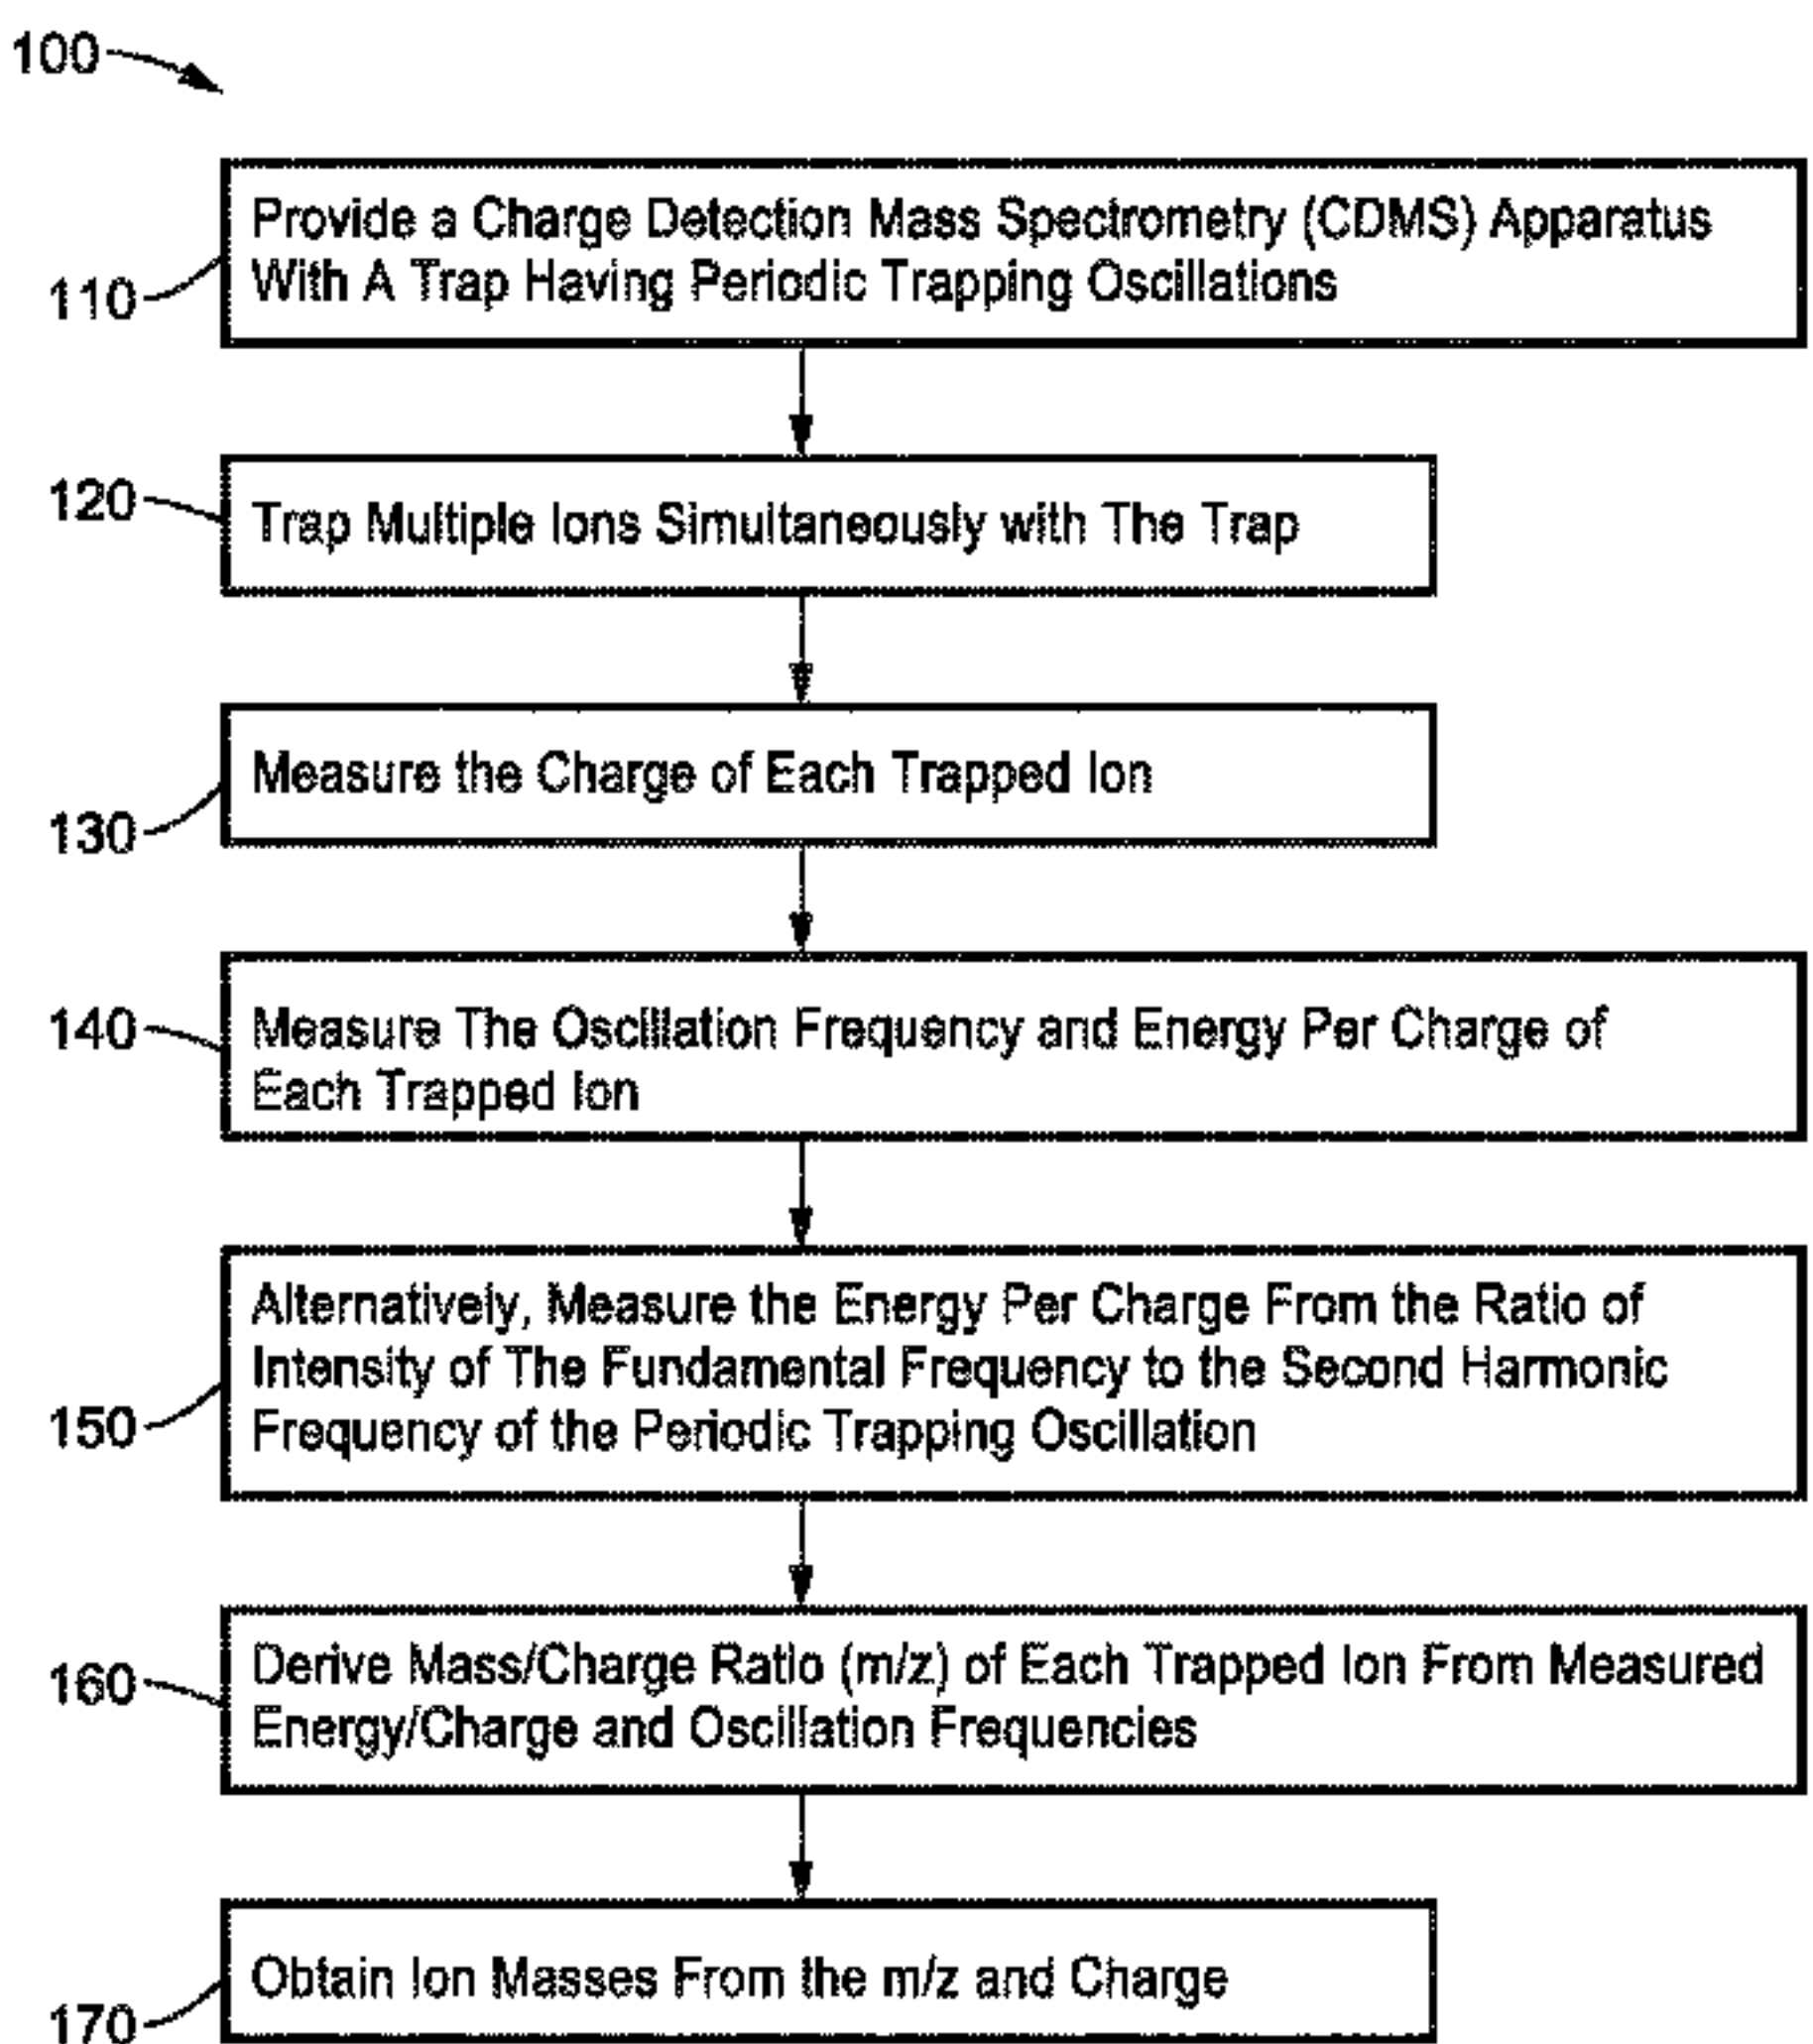 100
Provide a Charge Detection Mass Spectrometry (CDMS) Apparatus
With A Trap Having Periodic Trapping Oscillations
110
120
Trap Multiple Ions Simultaneously with The Trap
Measure the Charge of Each Trapped Ion
130
140
Measure The Oscillation Frequency and Energy Per Charge of
Each Trapped Ion
Alternatively, Measure the Energy Per Charge From the Ratio of
Intensity of The Fundamental Frequency to the Second Harmonic
Frequency of the Periodic Trapping Oscillation
150
160
Derive Mass/Charge Ratio (m/z) of Each Trapped Ion From Measured
Energy/Charge and Oscillation Frequencies
Obtain Ion Masses From the m/z and Charge
170